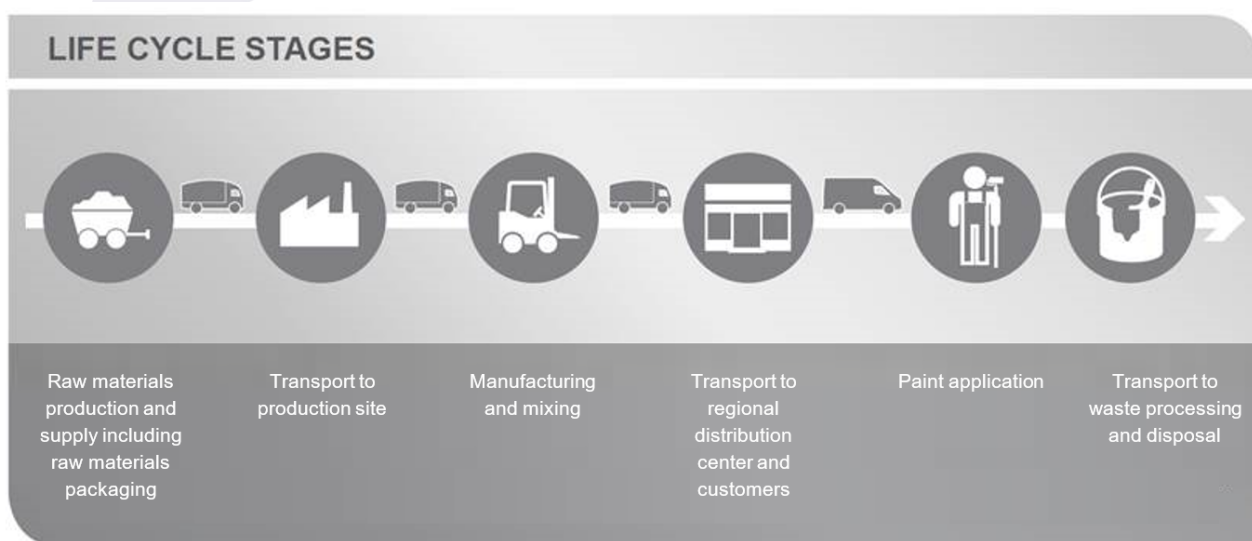 LIFE CYCLE STAGES
Raw materials
production and
supply including
raw materials
packaging
Transport to
production site
Manufacturing
and mixing
Transport to
regional
distribution
center and
customers
Paint application
Transport to
waste processing
and disposal